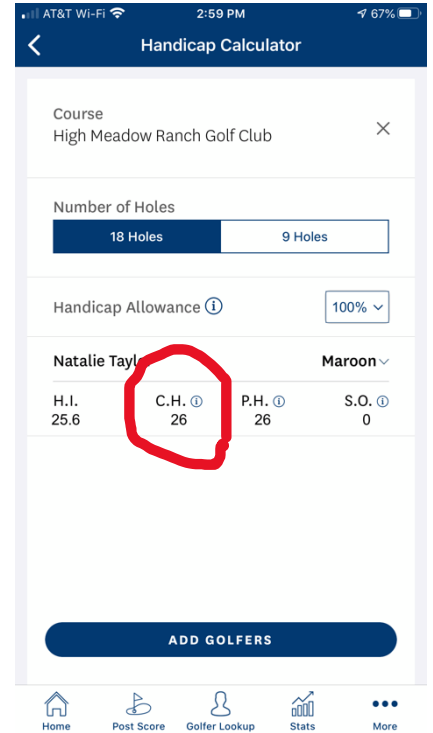 AT&T Wi-Fi 2:59 PM 67%
Handicap Calculator
Course
High Meadow Ranch Golf Club
Number of Holes
18 Holes 9 Holes
Handicap Allowance 100%
Natalie Maroon
H.I. C.H. P.H. S.O.
25.6 26 26 0
ADD GOLFERS
Home Post Score Golfer Lookup Stats More